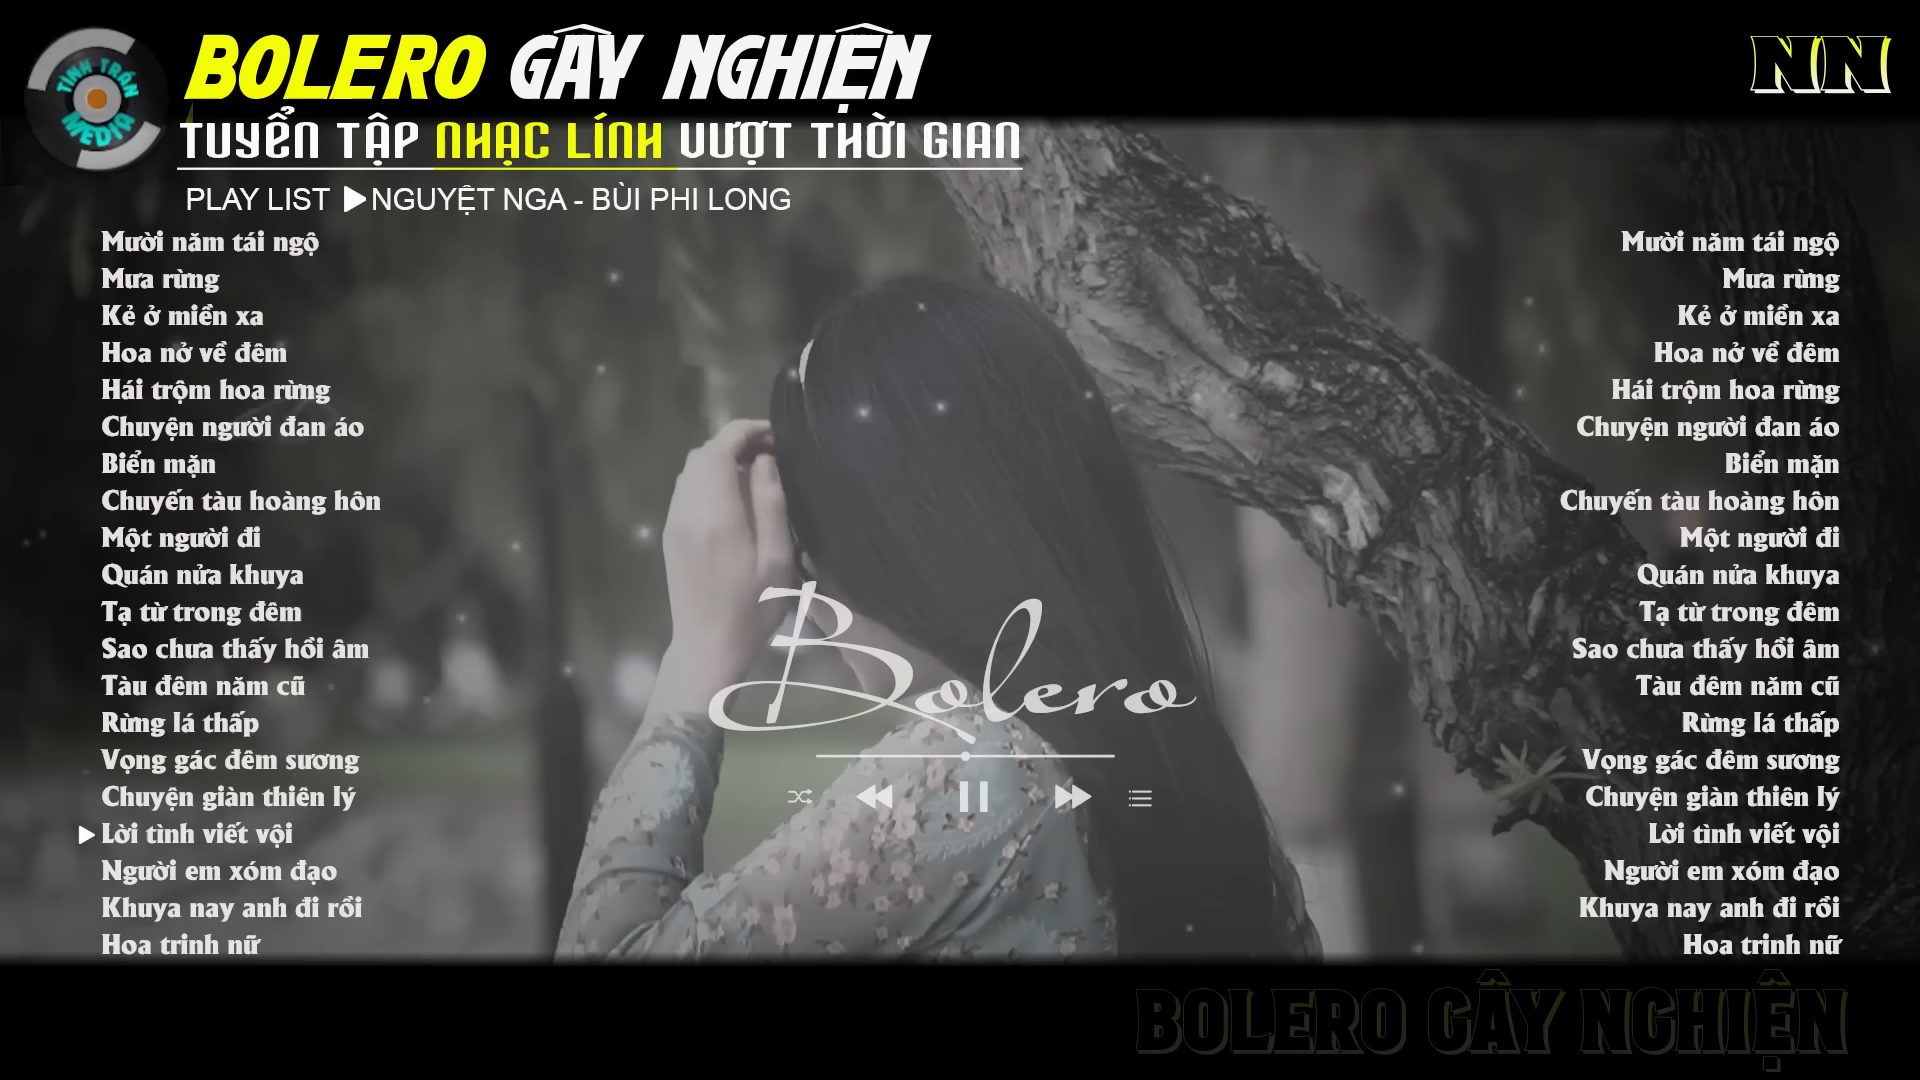 TÌNH TRẦN
MEDIA
BOLERO GÂY NGHIỆN
NN
TUYỂN TẬP NHẠC LÍNH VƯỢT THỜI GIAN
PLAY LIST ▶NGUYỆT NGA - BÙI PHI LONG
Mười năm tái ngộ
Mưa rừng
Kẻ ở miền xa
Hoa nở về đêm
Hái trộm hoa rừng
Chuyện người đan áo
Biển mặn
Chuyến tàu hoàng hôn
Một người đi
Quán nửa khuya
Tạ từ trong đêm
Sao chưa thấy hồi âm
Tàu đêm năm cũ
Rừng lá thấp
Vọng gác đêm sương
Chuyện giàn thiên lý
Lời tình viết vội
Người em xóm đạo
Khuya nay anh đi rồi
Hoa trinh nữ
Bolero
Mười năm tái ngộ
Mưa rừng
Kẻ ở miền xa
Hoa nở về đêm
Hái trộm hoa rừng
Chuyện người đan áo
Biển mặn
Chuyến tàu hoàng hôn
Một người đi
Quán nửa khuya
Tạ từ trong đêm
Sao chưa thấy hồi âm
Tàu đêm năm cũ
Rừng lá thấp
Vọng gác đêm sương
Chuyện giàn thiên lý
Lời tình viết vội
Người em xóm đạo
Khuya nay anh đi rồi
Hoa trinh nữ
BOLERO GÂY NGHIỆN